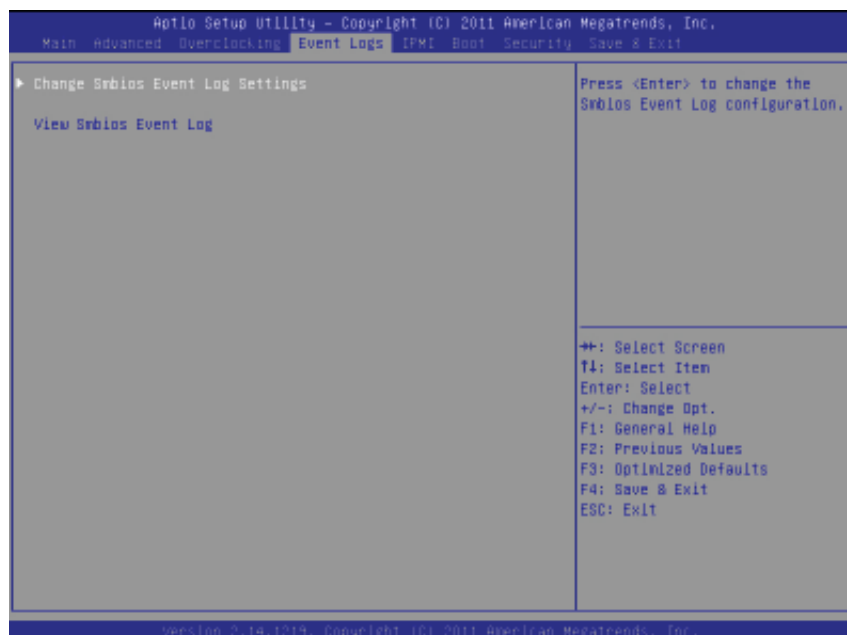 Aptio Setup Utility – Copyright (C) 2011 American Megatrends, Inc.
Main Advanced Overclocking Event Logs IPMI Boot Security Save & Exit
Change Smbios Event Log Settings
View Smbios Event Log
Press <Enter> to change the
Smbios Event Log configuration.
→←: Select Screen
↑↓: Select Item
Enter: Select
+/-: Change Opt.
F1: General Help
F2: Previous Values
F3: Optimized Defaults
F4: Save & Exit
ESC: Exit
Version 2.14.1219. Copyright (C) 2011 American Megatrends, Inc.